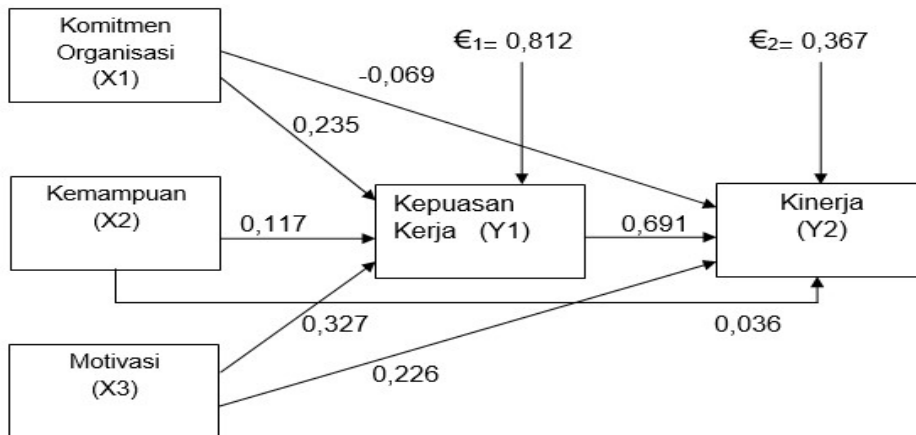 Komitmen
Organisasi
(X1)
€1= 0,812
€2= 0,367
-0,069
0,235
Kemampuan
(X2)
0,117
Kepuasan
Kerja (Y1)
0,691
Kinerja
(Y2)
0,327
0,036
Motivasi
(X3)
0,226